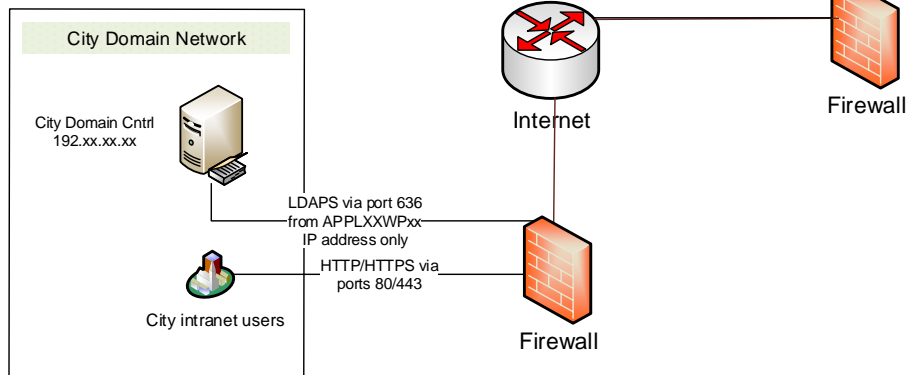 City Domain Network
City Domain Cntrl
192.xx.xx.xx
LDAPS via port 636
from APPLXXWPxx
IP address only
HTTP/HTTPS via
ports 80/443
City intranet users
Internet
Firewall
Firewall